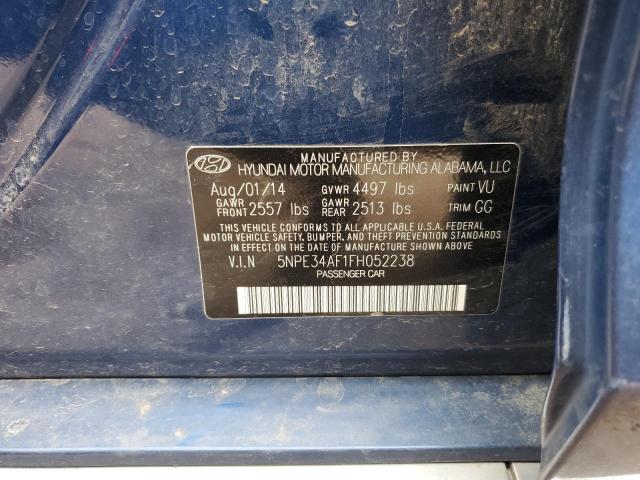 MANUFACTURED BY
HYUNDAI MOTOR MANUFACTURING ALABAMA, LLC
Aug/01/14 GVWR 4497 lbs PAINT VU
GAWR FRONT 2557 lbs GAWR REAR 2513 lbs TRIM GG
THIS VEHICLE CONFORMS TO ALL APPLICABLE U.S.A. FEDERAL
MOTOR VEHICLE SAFETY, BUMPER, AND THEFT PREVENTION STANDARDS
IN EFFECT ON THE DATE OF MANUFACTURE SHOWN ABOVE.
V.I.N 5NPE34AF1FH052238
PASSENGER CAR